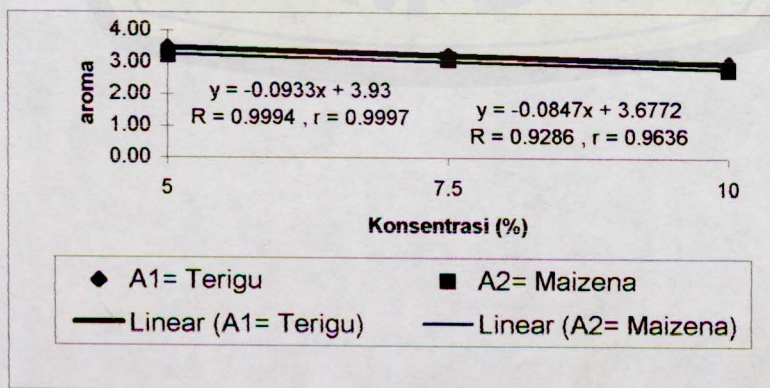 4.00
3.00
2.00
1.00
0.00
aroma
y = -0.0933x + 3.93
R = 0.9994 , r = 0.9997
y = -0.0847x + 3.6772
R = 0.9286 , r = 0.9636
5 7.5 10
Konsentrasi (%)
A1= Terigu A2= Maizena
Linear (A1= Terigu) Linear (A2= Maizena)